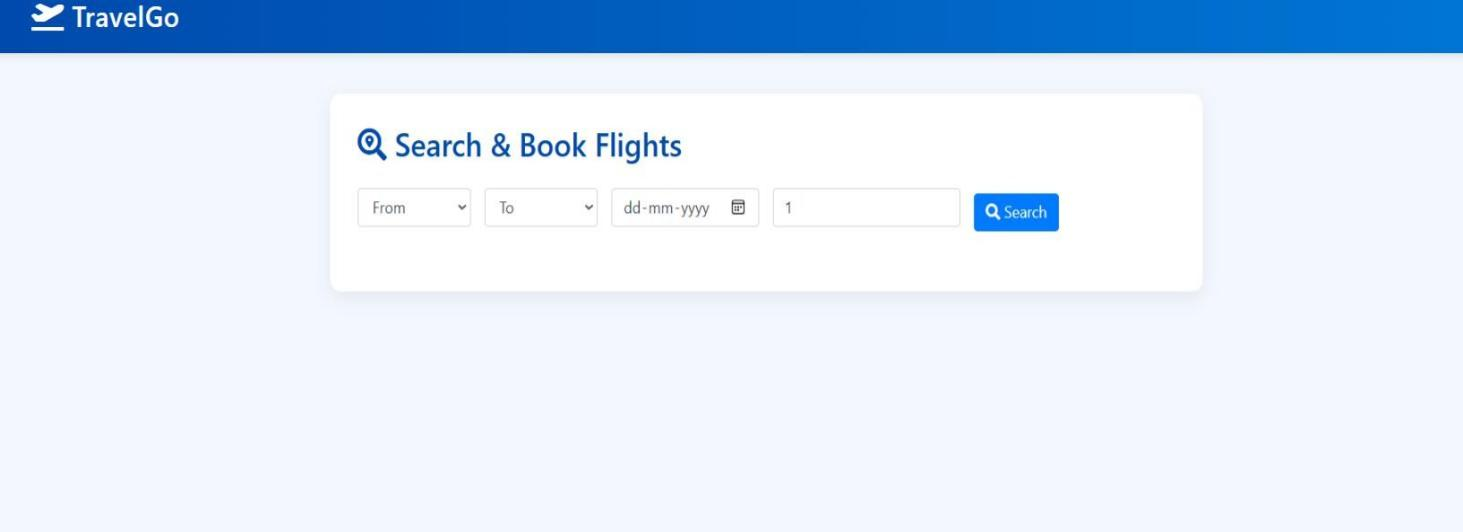 TravelGo
Search & Book Flights
From To dd-mm-yyyy 1 Search